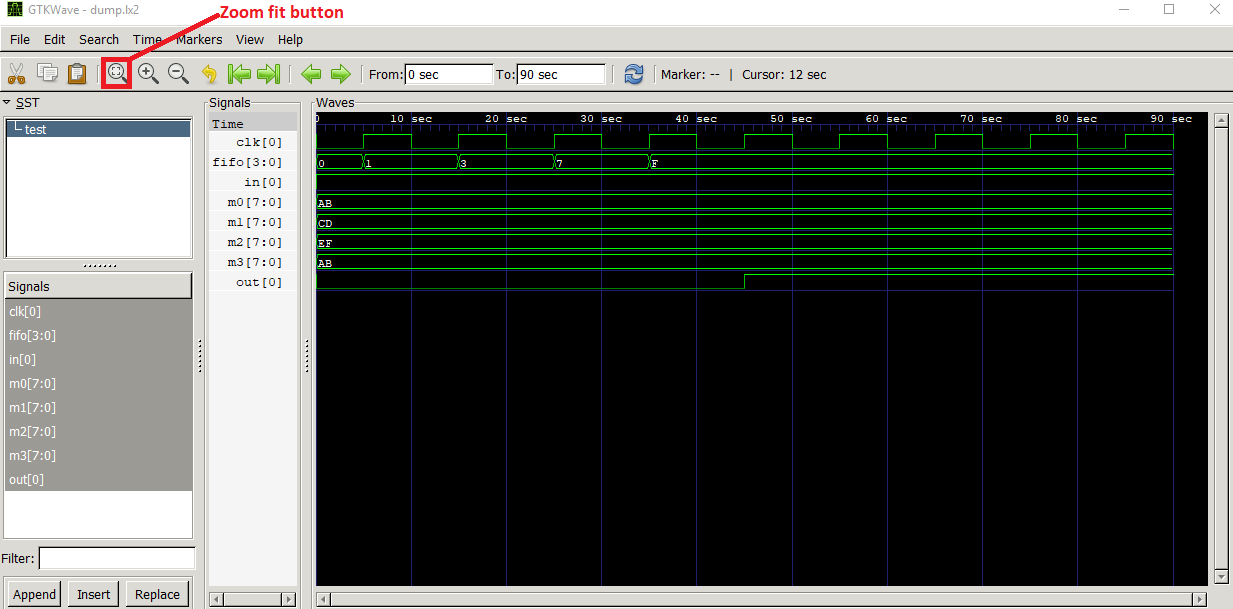 GTKWave - dump.lx2
Zoom fit button
File Edit Search Time Markers View Help
From: 0 sec To: 90 sec Marker: -- | Cursor: 12 sec
SST
test
Signals
clk[0]
fifo[3:0]
in[0]
m0[7:0]
m1[7:0]
m2[7:0]
m3[7:0]
out[0]
Filter:
Append Insert Replace
Signals
Time
clk[0]
fifo[3:0]
in[0]
m0[7:0]
m1[7:0]
m2[7:0]
m3[7:0]
out[0]
Waves
0 10 sec 20 sec 30 sec 40 sec 50 sec 60 sec 70 sec 80 sec 90 sec
0 1 3 7 F
AB
CD
EF
AB